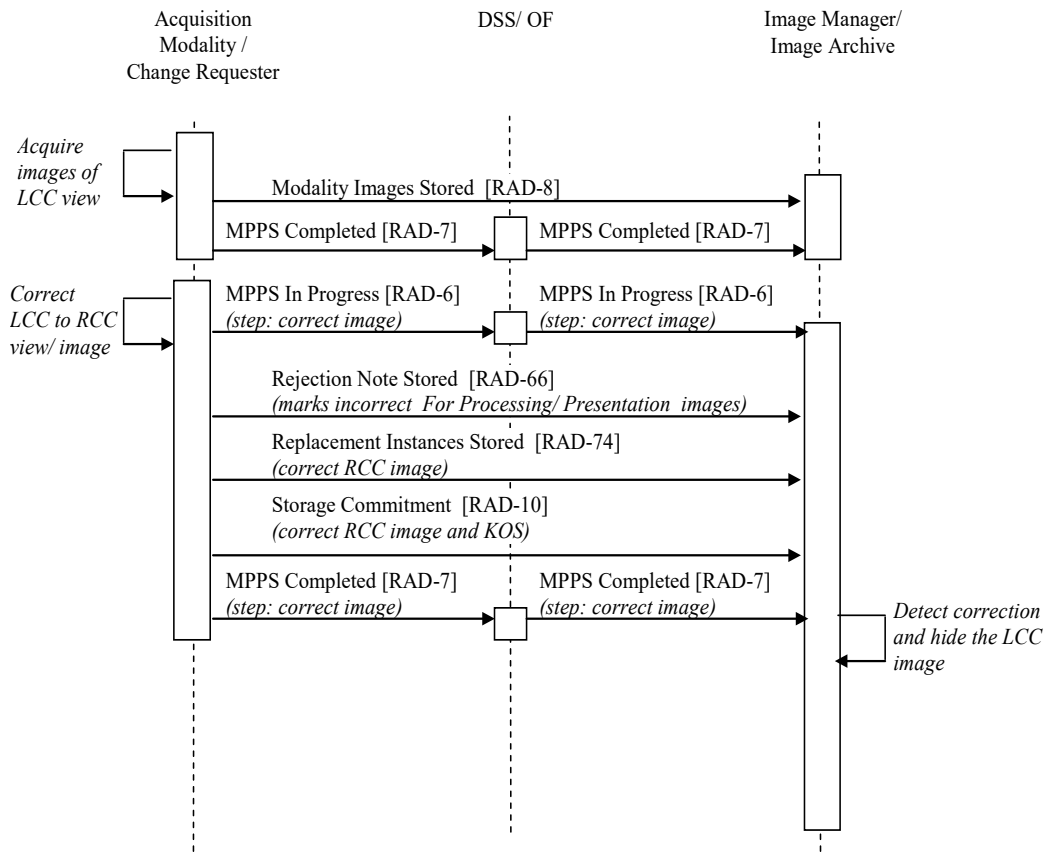 Acquisition
Modality /
Change Requester
DSS/ OF
Image Manager/
Image Archive
Acquire
images of
LCC view
Modality Images Stored [RAD-8]
MPPS Completed [RAD-7]
MPPS Completed [RAD-7]
Correct
LCC to RCC
view/ image
MPPS In Progress [RAD-6]
(step: correct image)
MPPS In Progress [RAD-6]
(step: correct image)
Rejection Note Stored [RAD-66]
(marks incorrect For Processing/ Presentation images)
Replacement Instances Stored [RAD-74]
(correct RCC image)
Storage Commitment [RAD-10]
(correct RCC image and KOS)
MPPS Completed [RAD-7]
(step: correct image)
MPPS Completed [RAD-7]
(step: correct image)
Detect correction
and hide the LCC
image